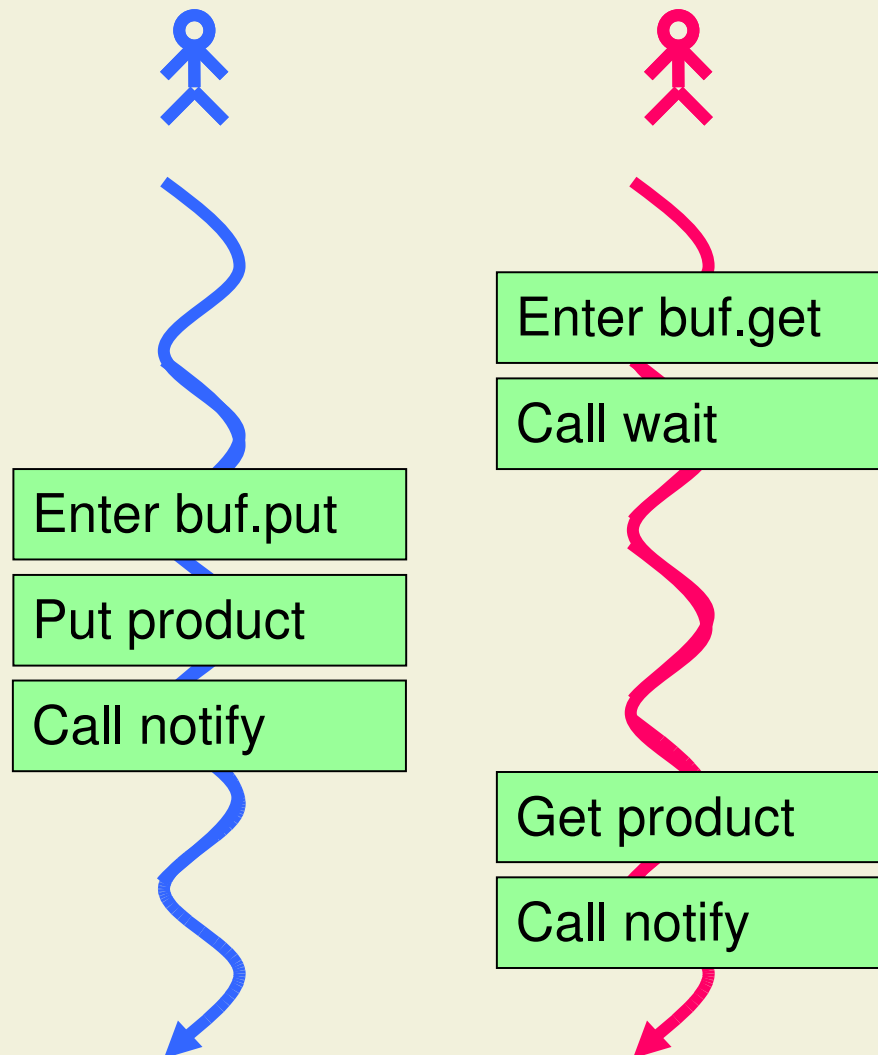 Enter buf.get
Call wait
Enter buf.put
Put product
Call notify
Get product
Call notify